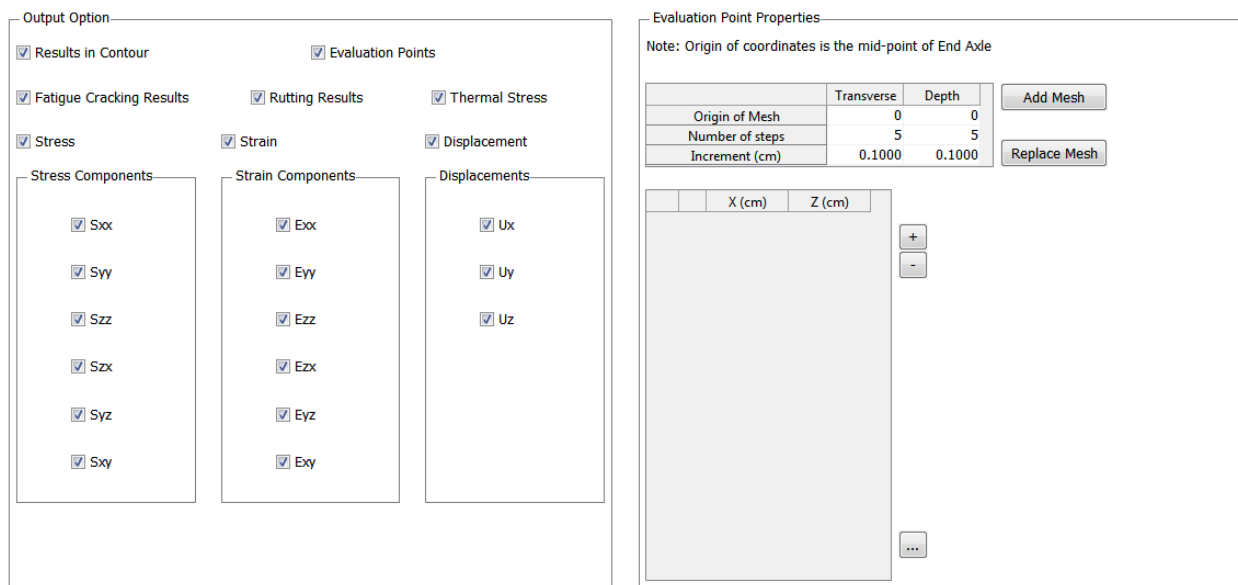 Output Option
Results in Contour Evaluation Points
Fatigue Cracking Results Rutting Results Thermal Stress
Stress Strain Displacement
Stress Components Strain Components Displacements
Sxx Exx Ux
Syy Eyy Uy
Szz Ezz Uz
Szx Ezx
Syz Eyz
Sxy Exy
Evaluation Point Properties
Note: Origin of coordinates is the mid-point of End Axle
Transverse Depth
Origin of Mesh 0 0
Number of steps 5 5
Increment (cm) 0.1000 0.1000
Add Mesh
Replace Mesh
X (cm) Z (cm)
+
-
...